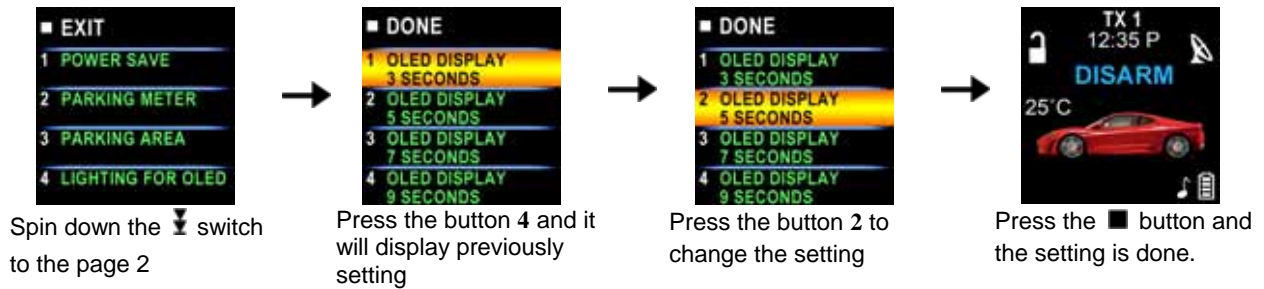 ■ EXIT
1 POWER SAVE
2 PARKING METER
3 PARKING AREA
4 LIGHTING FOR OLED
Spin down the switch
to the page 2
■ DONE
1 OLED DISPLAY
3 SECONDS
2 OLED DISPLAY
5 SECONDS
3 OLED DISPLAY
7 SECONDS
4 OLED DISPLAY
9 SECONDS
Press the button 4 and it
will display previously
setting
■ DONE
1 OLED DISPLAY
3 SECONDS
2 OLED DISPLAY
5 SECONDS
3 OLED DISPLAY
7 SECONDS
4 OLED DISPLAY
9 SECONDS
Press the button 2 to
change the setting
TX 1
12:35 P
DISARM
25°C
Press the ■ button and
the setting is done.